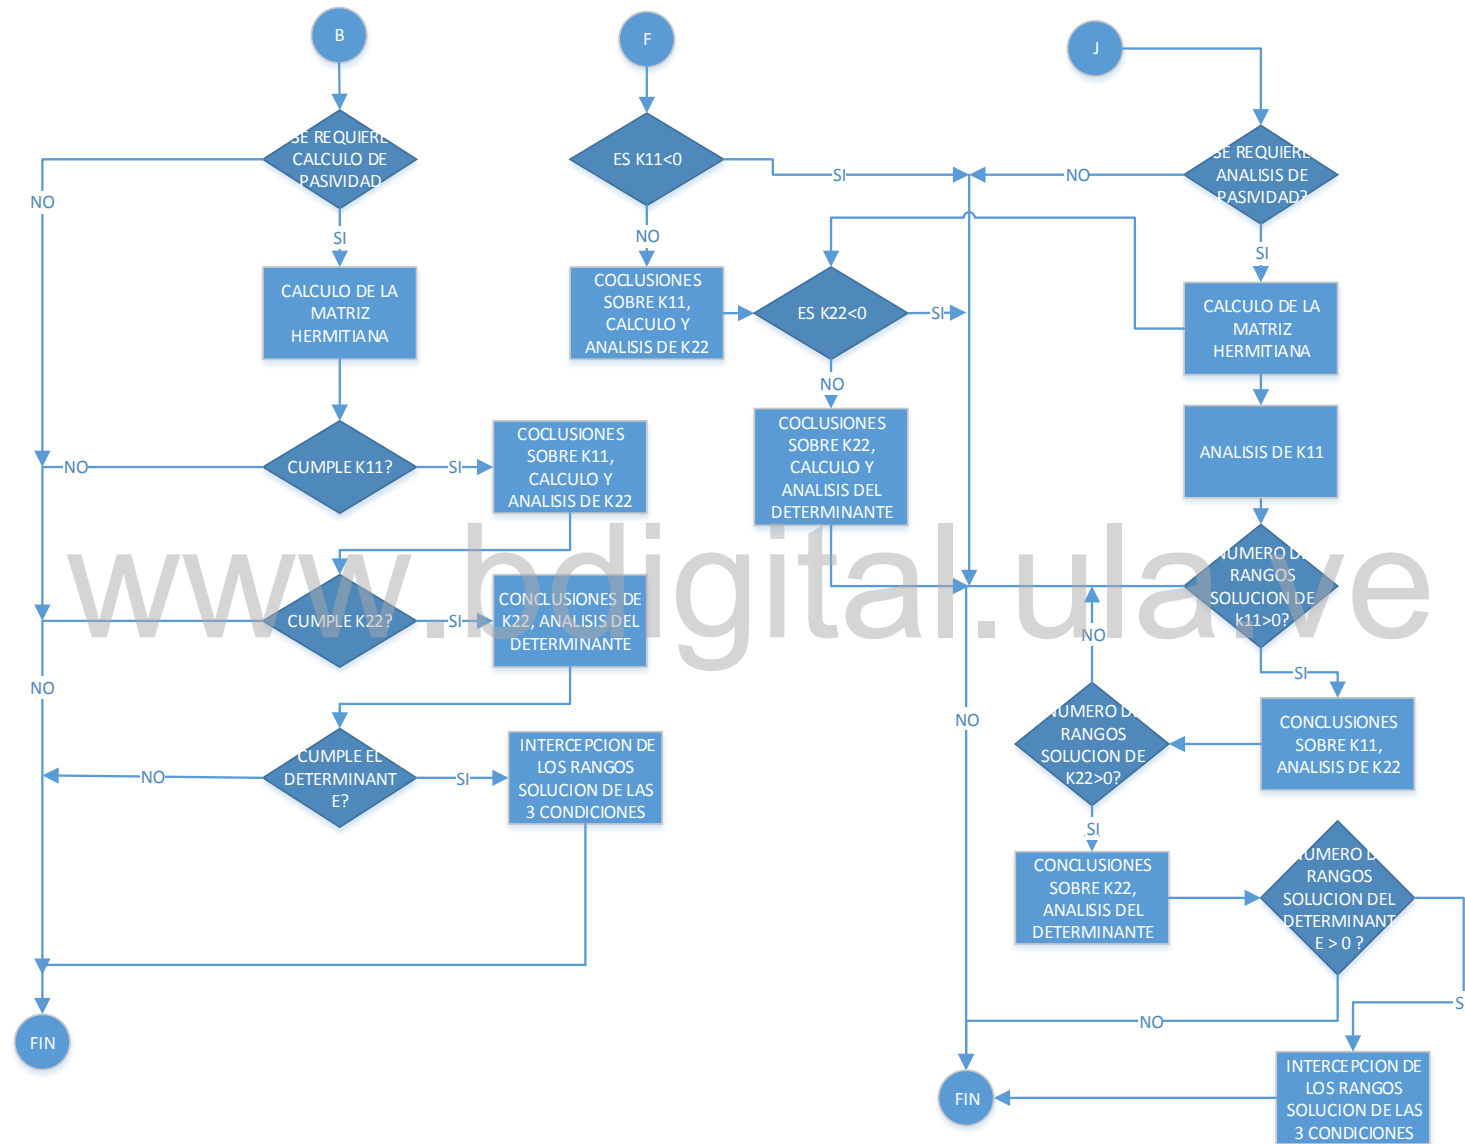 B
SE REQUIERE
CALCULO DE
PASIVIDAD
NO
SI
CALCULO DE LA
MATRIZ
HERMITIANA
CUMPLE K11?
NO
SI
COCLUSIONES
SOBRE K11,
CALCULO Y
ANALISIS DE K22
CUMPLE K22?
SI
CONCLUSIONES DE
K22, ANALISIS DEL
DETERMINANTE
NO
CUMPLE EL
DETERMINANT
E?
NO
SI
INTERCEPCION DE
LOS RANGOS
SOLUCION DE LAS
3 CONDICIONES
FIN
F
ES K11<0
SI
NO
COCLUSIONES
SOBRE K11,
CALCULO Y
ANALISIS DE K22
ES K22<0
SI
NO
COCLUSIONES
SOBRE K22,
CALCULO Y
ANALISIS DEL
DETERMINANTE
J
SE REQUIERE
ANALISIS DE
PASIVIDAD?
NO
SI
CALCULO DE LA
MATRIZ
HERMITIANA
ANALISIS DE K11
NUMERO DE
RANGOS
SOLUCION DE
k11>0?
SI
CONCLUSIONES
SOBRE K11,
ANALISIS DE K22
NUMERO DE
RANGOS
SOLUCION DE
K22>0?
NO
SI
CONCLUSIONES
SOBRE K22,
ANALISIS DEL
DETERMINANTE
NUMERO DE
RANGOS
SOLUCION DEL
DETERMINANT
E > 0 ?
S
NO
NO
INTERCEPCION DE
LOS RANGOS
SOLUCION DE LAS
3 CONDICIONES
FIN
www.bdigital.ula.ve